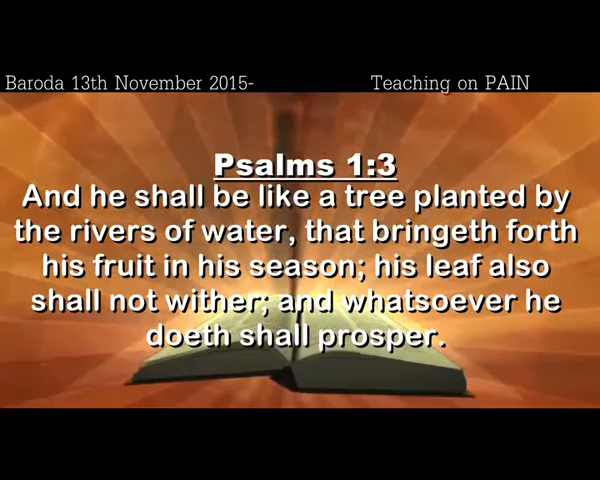 Baroda 13th November 2015- Teaching on PAIN
Psalms 1:3
And he shall be like a tree planted by
the rivers of water, that bringeth forth
his fruit in his season; his leaf also
shall not wither; and whatsoever he
doeth shall prosper.